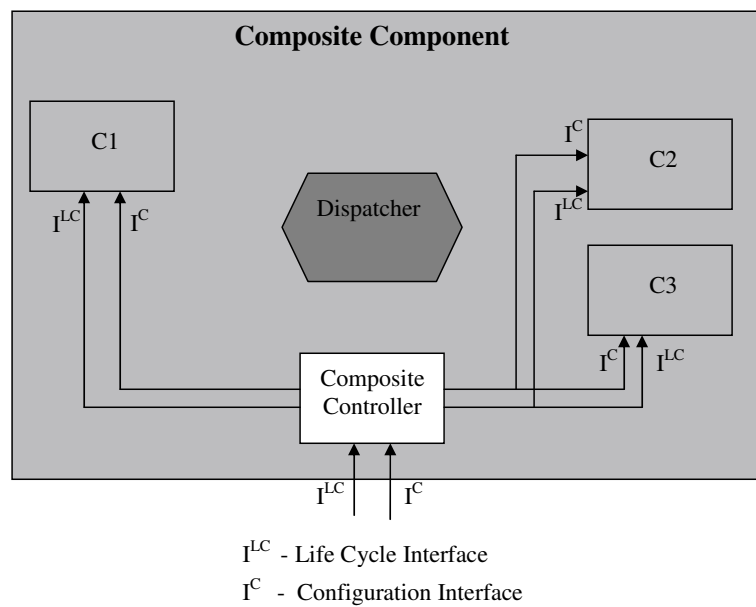 Composite Component
C1
I^C
C2
Dispatcher
I^LC
I^LC
I^C
C3
Composite
Controller
I^C
I^LC
I^LC
I^C
I^LC - Life Cycle Interface
I^C - Configuration Interface